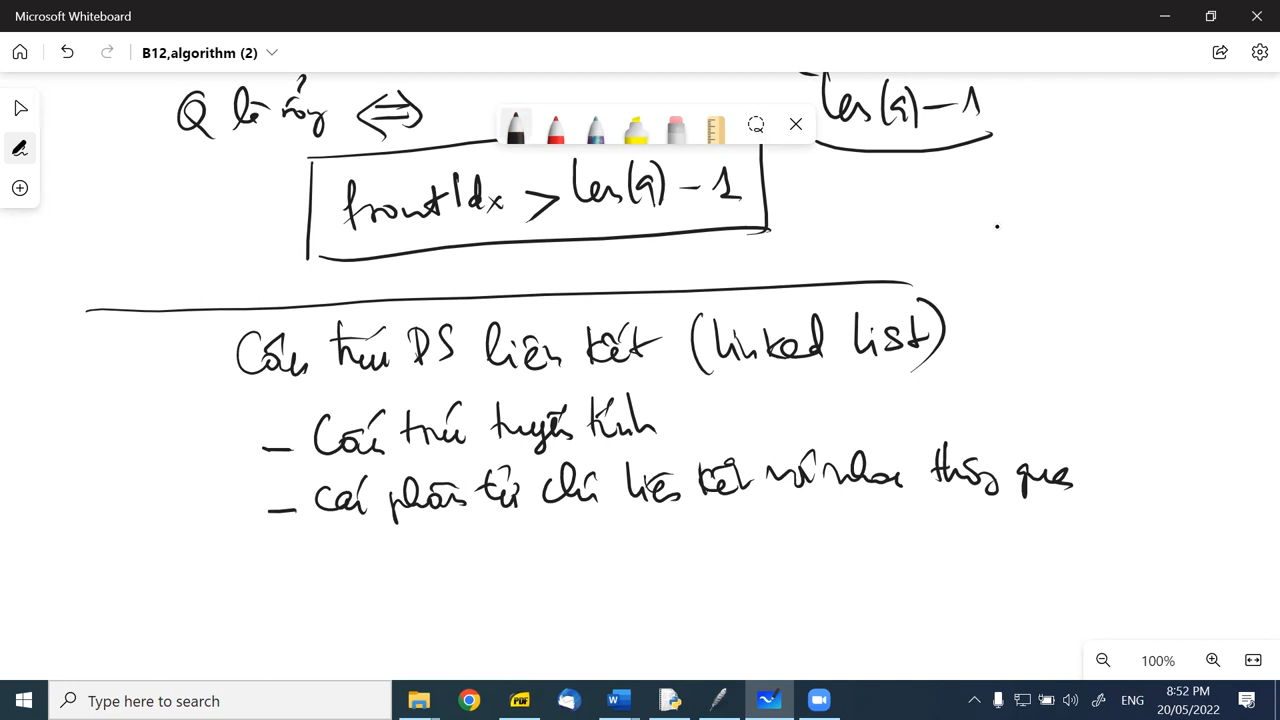 Microsoft Whiteboard
B12,algorithm (2)
Q là rỗng ⇔
len(q) - 1
frontIdx > len(q) - 1
Cấu trúc DS liên kết (linked list)
- Cấu trúc tuyến tính
- các phần tử chỉ liên kết với nhau thông qua
100%
Type here to search
PDF
ENG
8:52 PM
20/05/2022